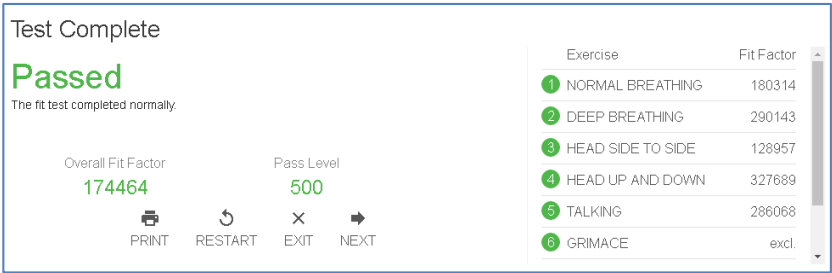 Test Complete
Passed
The fit test completed normally.
Overall Fit Factor Pass Level
174464 500
PRINT RESTART EXIT NEXT
Exercise Fit Factor
1 NORMAL BREATHING 180314
2 DEEP BREATHING 290143
3 HEAD SIDE TO SIDE 128957
4 HEAD UP AND DOWN 327689
5 TALKING 286068
6 GRIMACE excl.